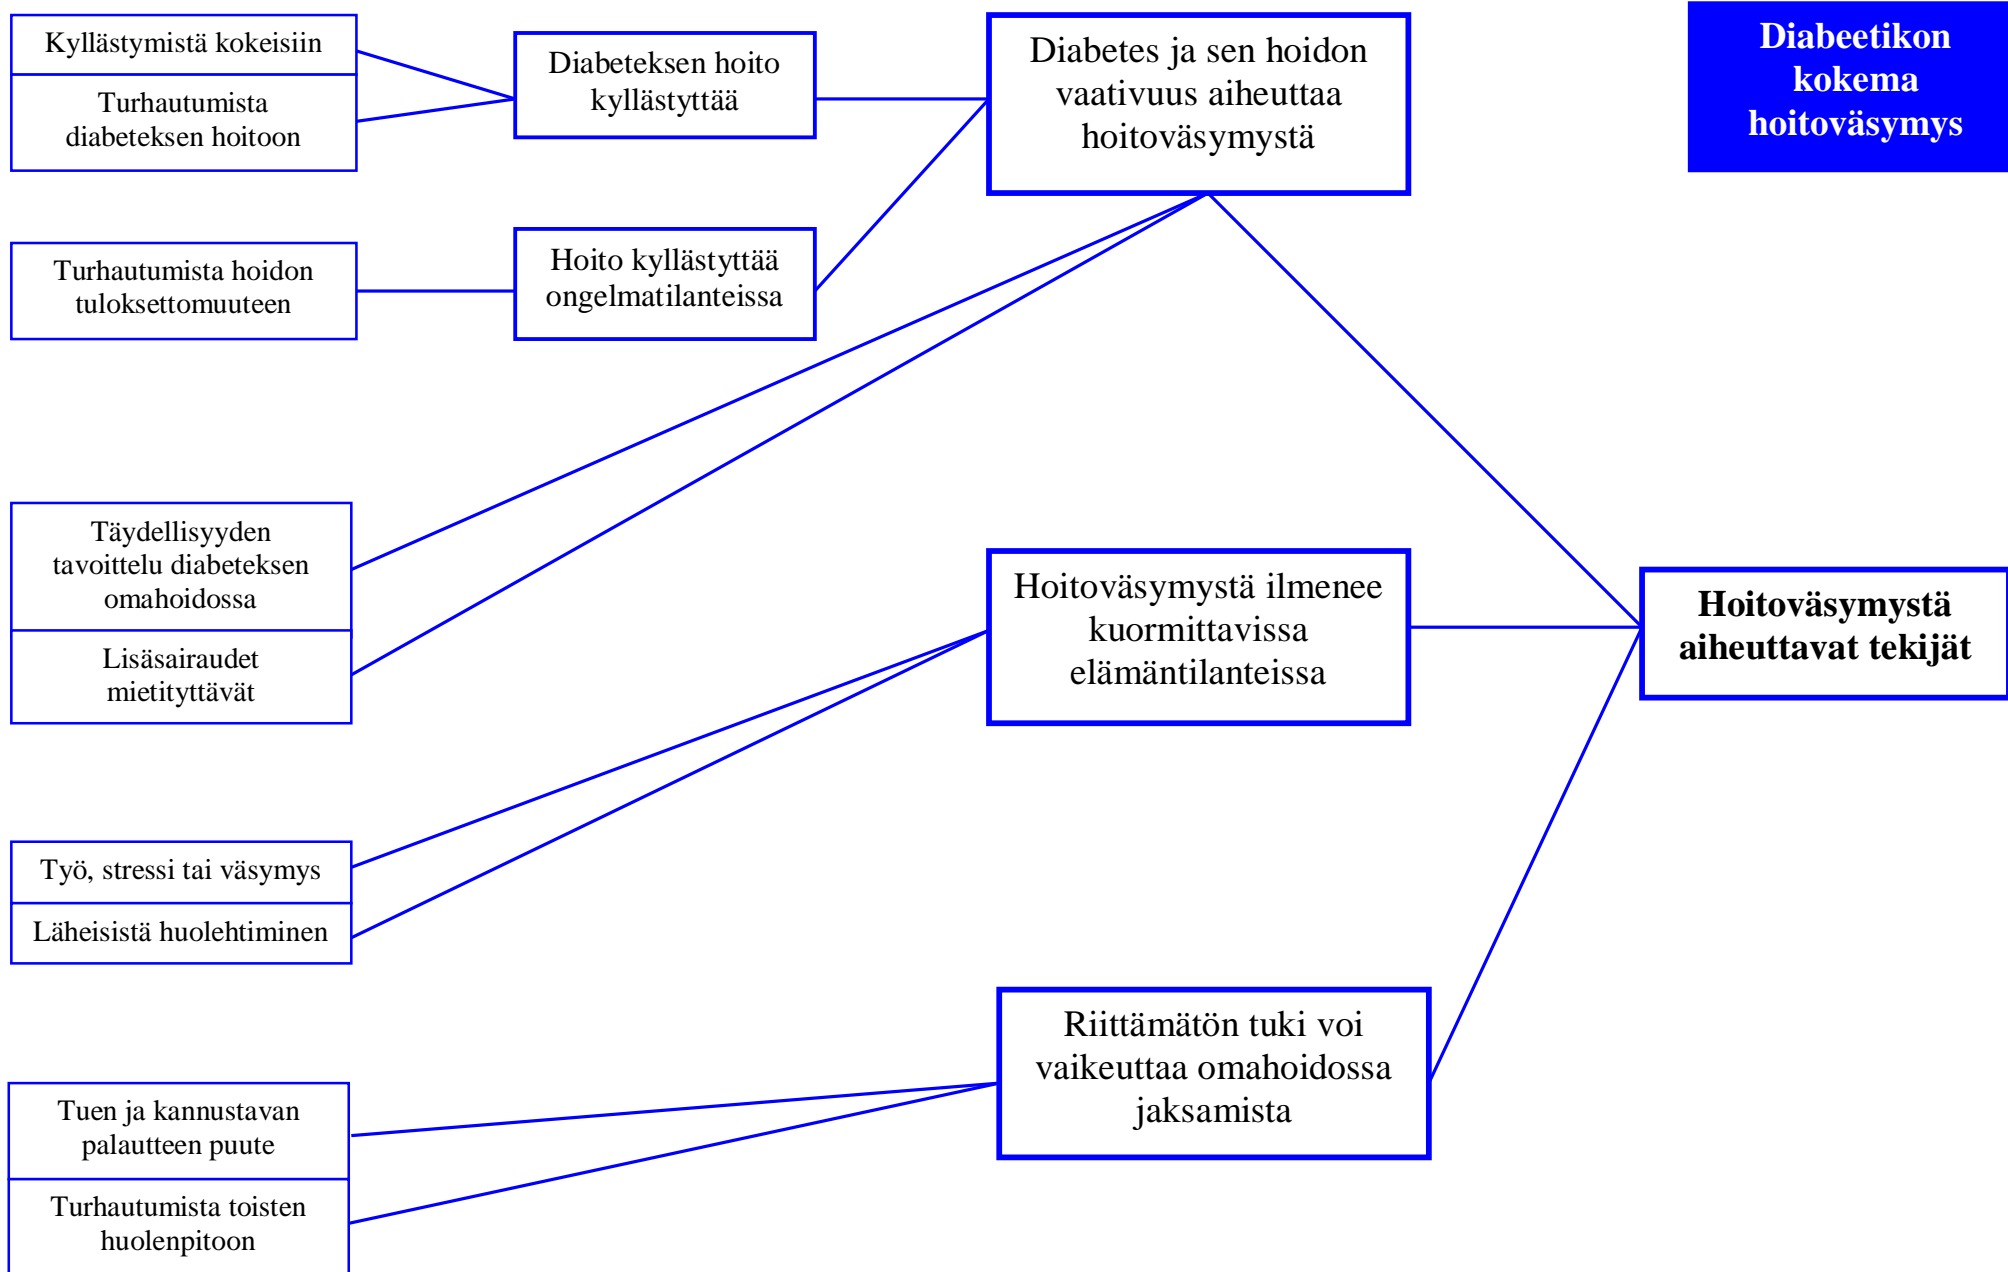 Kyllästymistä kokeisiin
Turhautumista
diabeteksen hoitoon
Diabeteksen hoito
kyllästyttää
Diabetes ja sen hoidon
vaativuus aiheuttaa
hoitoväsymystä
Diabeetikon
kokema
hoitoväsymys
Turhautumista hoidon
tuloksettomuuteen
Hoito kyllästyttää
ongelmatilanteissa
Täydellisyyden
tavoittelu diabeteksen
omahoidossa
Lisäsairaudet
mietityttävät
Hoitoväsymystä ilmenee
kuormittavissa
elämäntilanteissa
Hoitoväsymystä
aiheuttavat tekijät
Työ, stressi tai väsymys
Läheisistä huolehtiminen
Riittämätön tuki voi
vaikeuttaa omahoidossa
jaksamista
Tuen ja kannustavan
palautteen puute
Turhautumista toisten
huolenpitoon